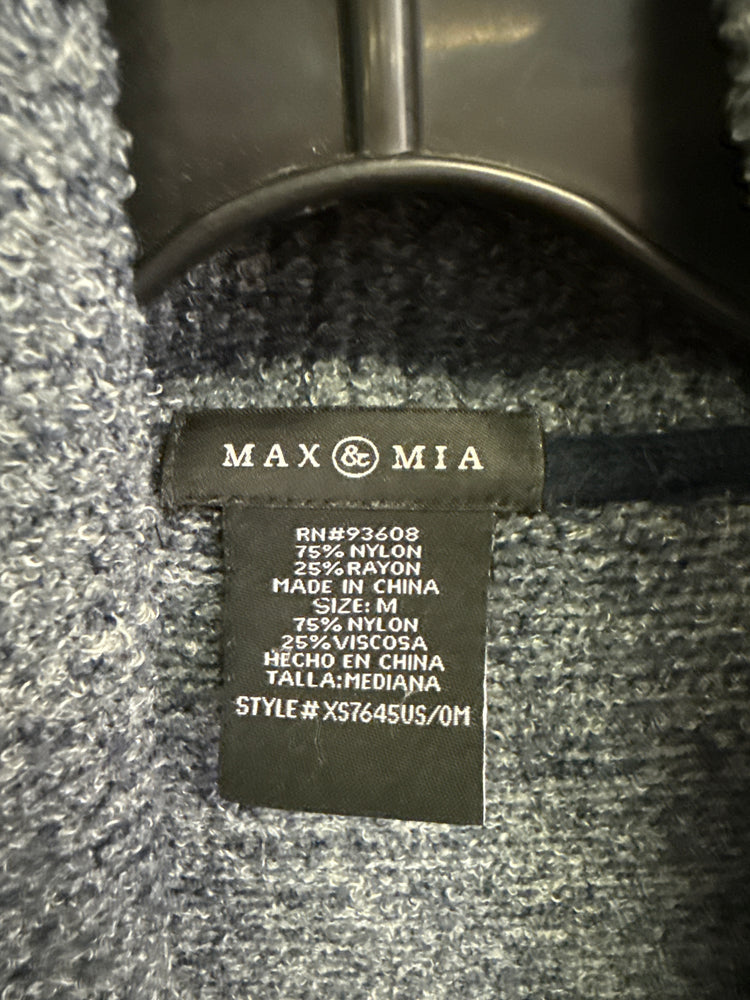 MAX & MIA
RN#93608
75% NYLON
25% RAYON
MADE IN CHINA
SIZE: M
75% NYLON
25% VISCOSA
HECHO EN CHINA
TALLA:MEDIANA
STYLE# XS7645US/0M